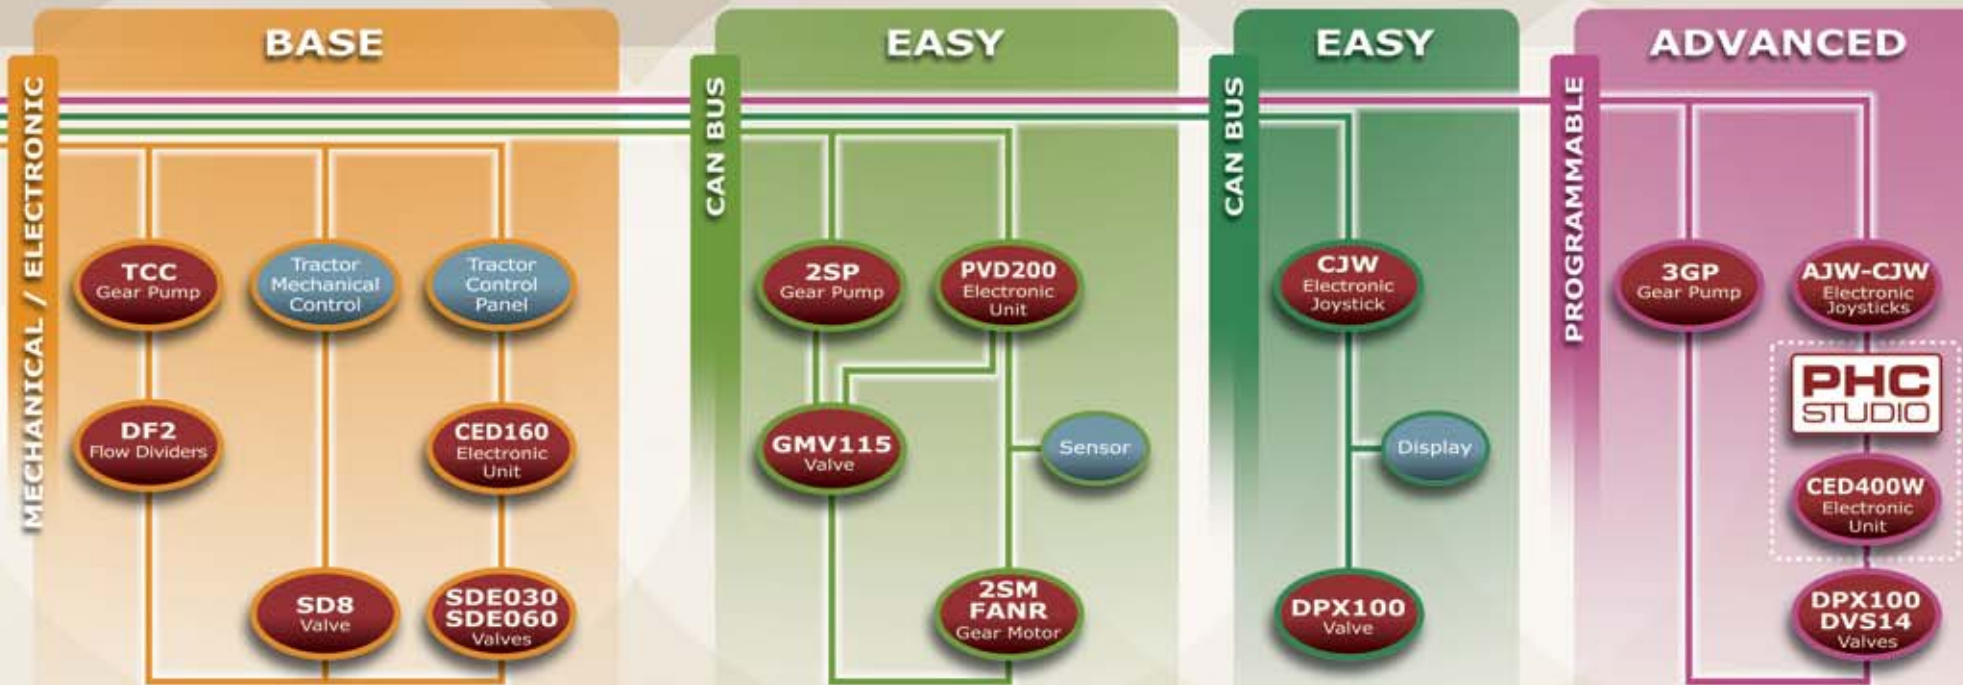 BASE
MECHANICAL / ELECTRONIC
TCC
Gear Pump
Tractor
Mechanical
Control
Tractor
Control
Panel
DF2
Flow Dividers
CED160
Electronic
Unit
SD8
Valve
SDE030
SDE060
Valves
EASY
CAN BUS
2SP
Gear Pump
PVD200
Electronic
Unit
GMV115
Valve
Sensor
2SM
FANR
Gear Motor
EASY
CAN BUS
CJW
Electronic
Joystick
Display
DPX100
Valve
ADVANCED
PROGRAMMABLE
3GP
Gear Pump
AJW-CJW
Electronic
Joysticks
PHC
STUDIO
CED400W
Electronic
Unit
DPX100
DVS14
Valves